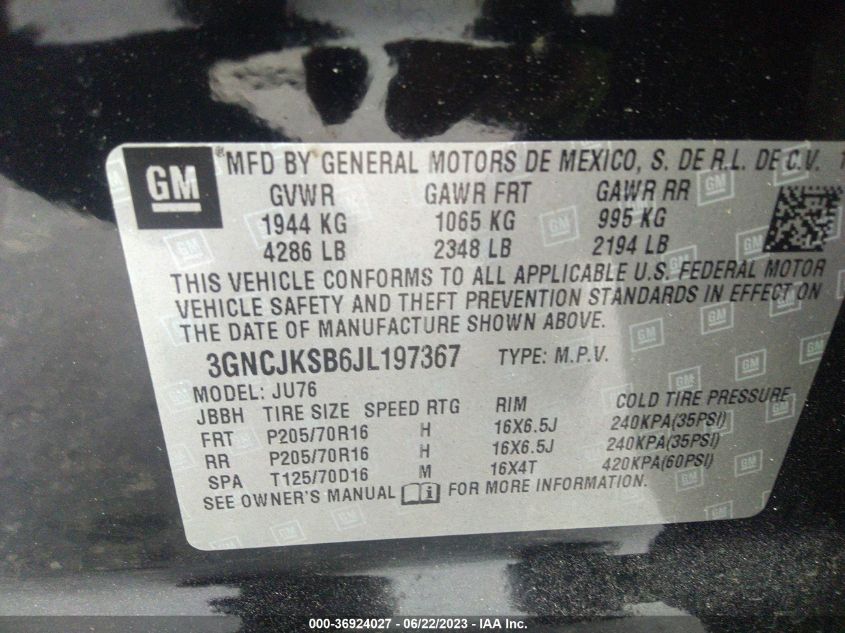 GM ® MFD BY GENERAL MOTORS DE MEXICO, S. DE R.L. DE C.V.
GVWR GAWR FRT GAWR RR
1944 KG 1065 KG 995 KG
4286 LB 2348 LB 2194 LB
THIS VEHICLE CONFORMS TO ALL APPLICABLE U.S. FEDERAL MOTOR
VEHICLE SAFETY AND THEFT PREVENTION STANDARDS IN EFFECT ON
THE DATE OF MANUFACTURE SHOWN ABOVE.
3GNCJKSB6JL197367 TYPE: M.P.V.
MODEL: JU76
JBBH TIRE SIZE SPEED RTG RIM COLD TIRE PRESSURE
FRT P205/70R16 H 16X6.5J 240KPA(35PSI)
RR P205/70R16 H 16X6.5J 240KPA(35PSI)
SPA T125/70D16 M 16X4T 420KPA(60PSI)
SEE OWNER'S MANUAL FOR MORE INFORMATION.
000-36924027 - 06/22/2023 - IAA Inc.